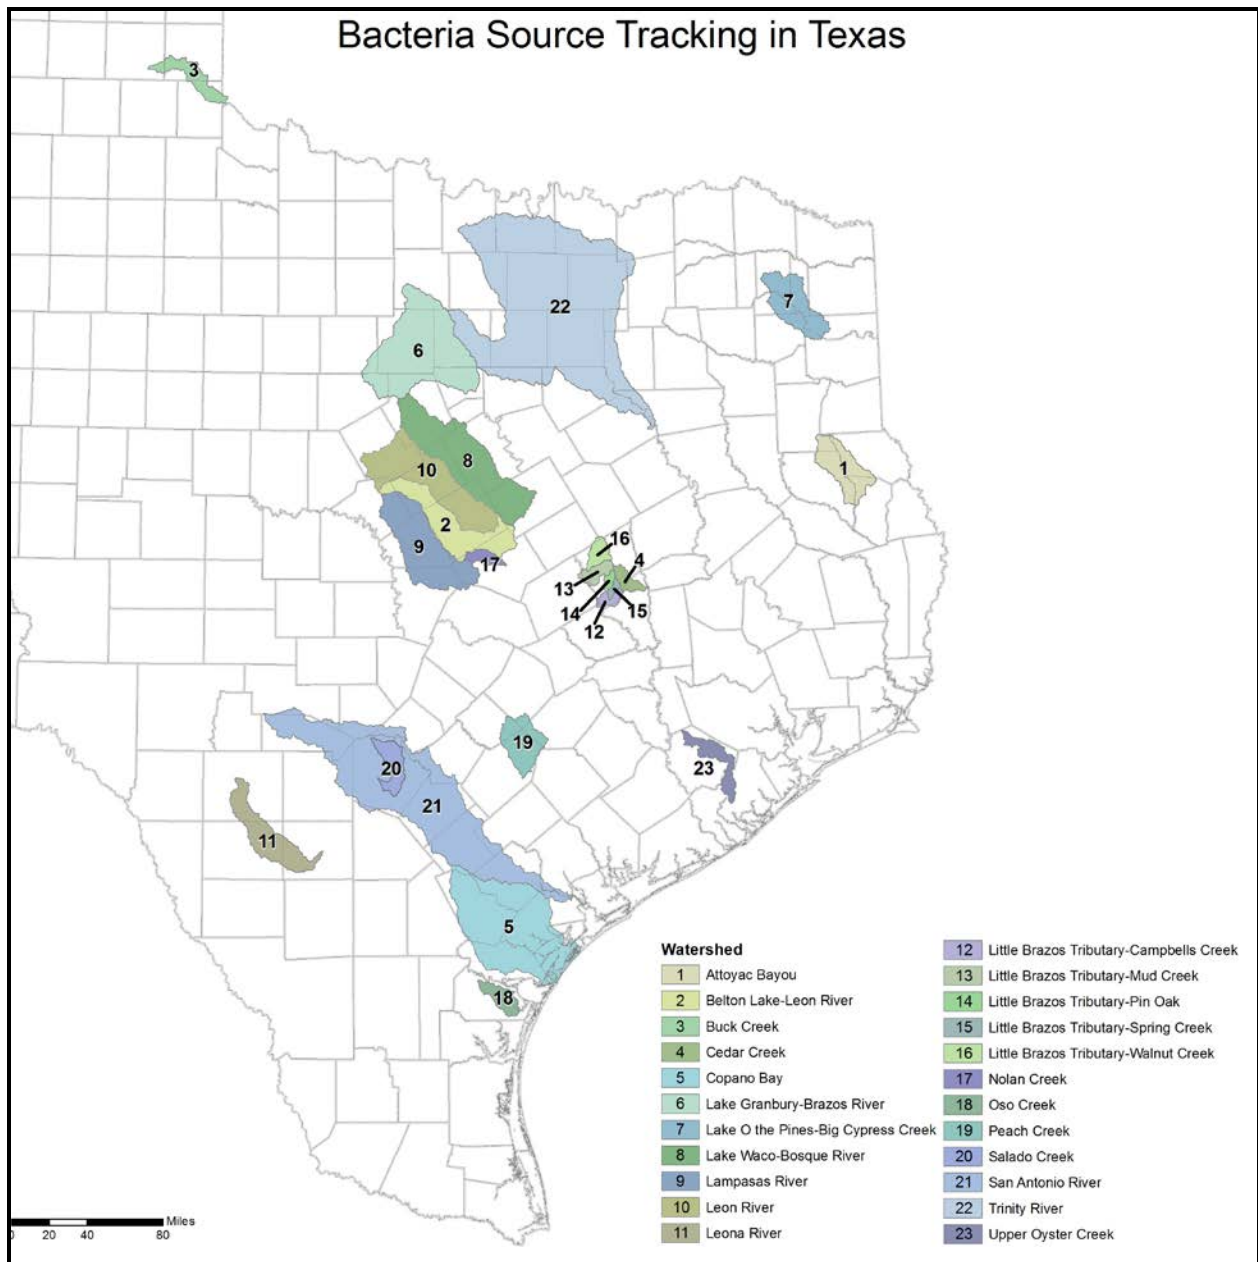 Bacteria Source Tracking in Texas
3
22
7
6
8
10
1
2
9
17
16
4
13
14
15
12
19
20
23
21
11
5
18
Watershed
1 Attoyac Bayou
2 Belton Lake-Leon River
3 Buck Creek
4 Cedar Creek
5 Copano Bay
6 Lake Granbury-Brazos River
7 Lake O the Pines-Big Cypress Creek
8 Lake Waco-Bosque River
9 Lampasas River
10 Leon River
11 Leona River
12 Little Brazos Tributary-Campbells Creek
13 Little Brazos Tributary-Mud Creek
14 Little Brazos Tributary-Pin Oak
15 Little Brazos Tributary-Spring Creek
16 Little Brazos Tributary-Walnut Creek
17 Nolan Creek
18 Oso Creek
19 Peach Creek
20 Salado Creek
21 San Antonio River
22 Trinity River
23 Upper Oyster Creek
Miles
0 20 40 80